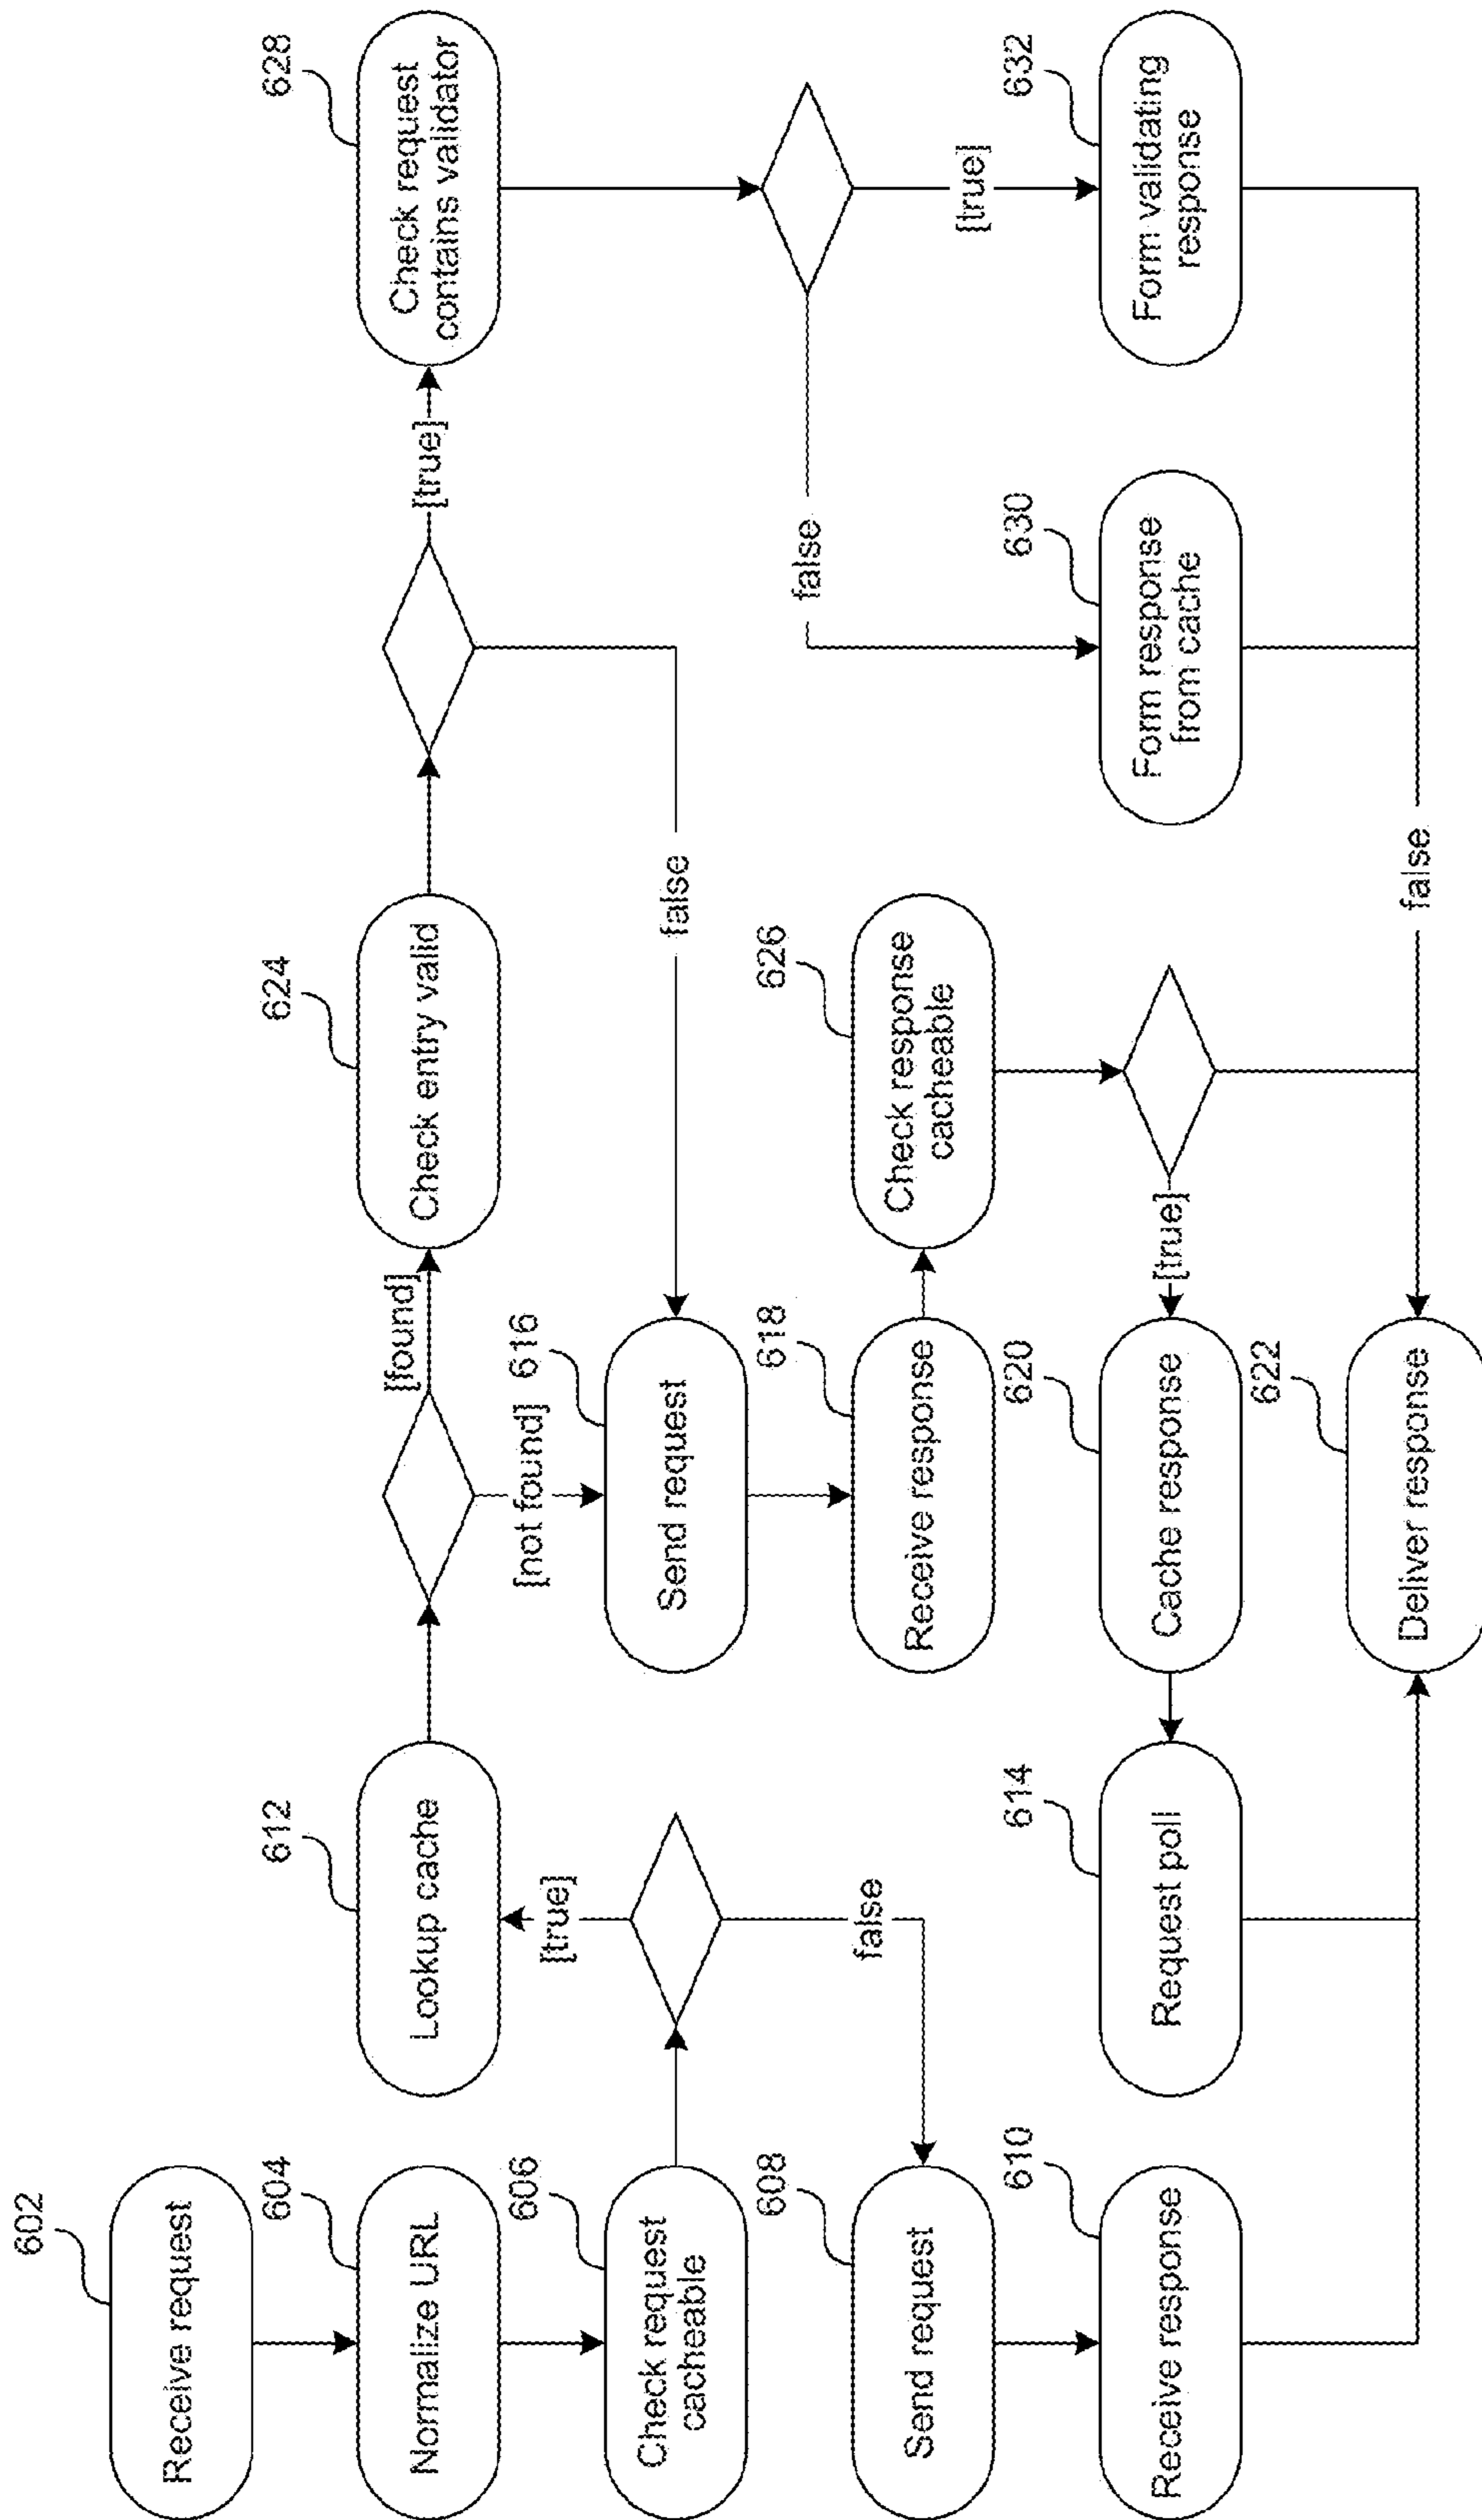 602
Receive request
604
Normalize URL
606
Check request
cacheable
608
Send request
610
Receive response
612
Lookup cache
[true]
false
614
Request poll
[found]
[not found]
616
Send request
618
Receive response
620
Cache response
622
Deliver response
624
Check entry valid
false
626
Check response
cacheable
[true]
false
[true]
628
Check request
contains validator
false
[true]
630
Form response
from cache
632
Form validating
response